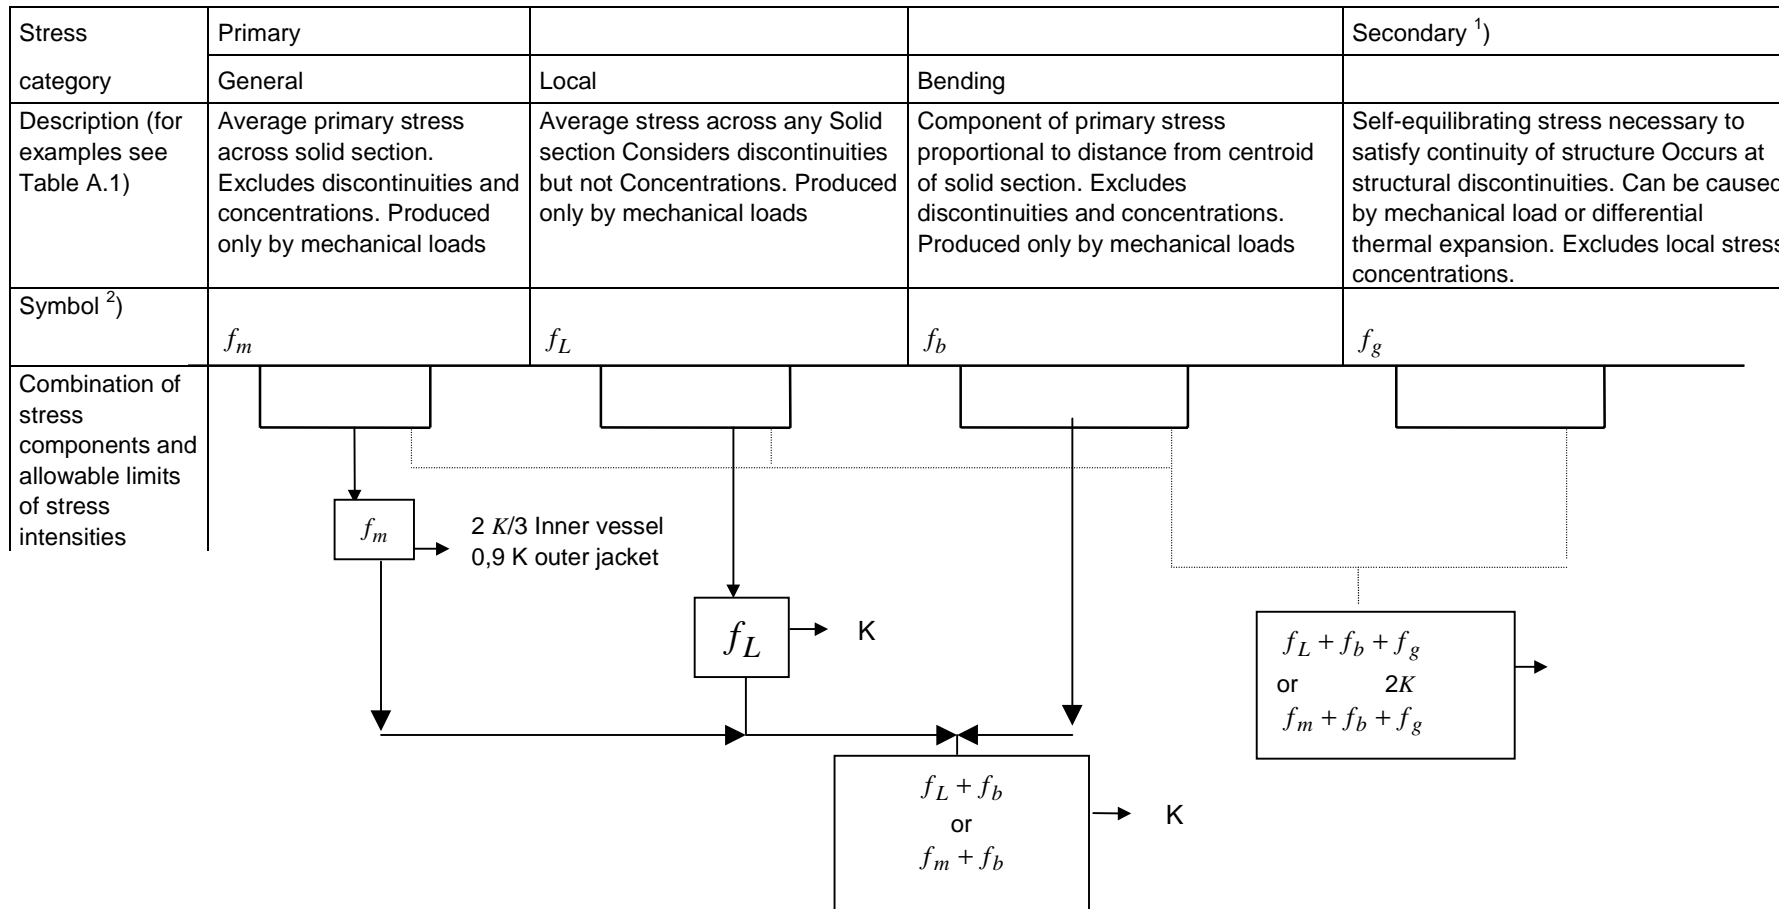 Stress category
Primary
Secondary ¹)
General
Local
Bending
Description (for
examples see
Table A.1)
Average primary stress
across solid section.
Excludes discontinuities and
concentrations. Produced
only by mechanical loads
Average stress across any Solid
section Considers discontinuities
but not Concentrations. Produced
only by mechanical loads
Component of primary stress
proportional to distance from centroid
of solid section. Excludes
discontinuities and concentrations.
Produced only by mechanical loads
Self-equilibrating stress necessary to
satisfy continuity of structure Occurs at
structural discontinuities. Can be caused
by mechanical load or differential
thermal expansion. Excludes local stress
concentrations.
Symbol ²)
f_m
f_L
f_b
f_g
Combination of
stress
components and
allowable limits
of stress
intensities
f_m
2 K/3 Inner vessel
0,9 K outer jacket
f_L
K
f_L + f_b + f_g
or 2K
f_m + f_b + f_g
f_L + f_b
or
f_m + f_b
K